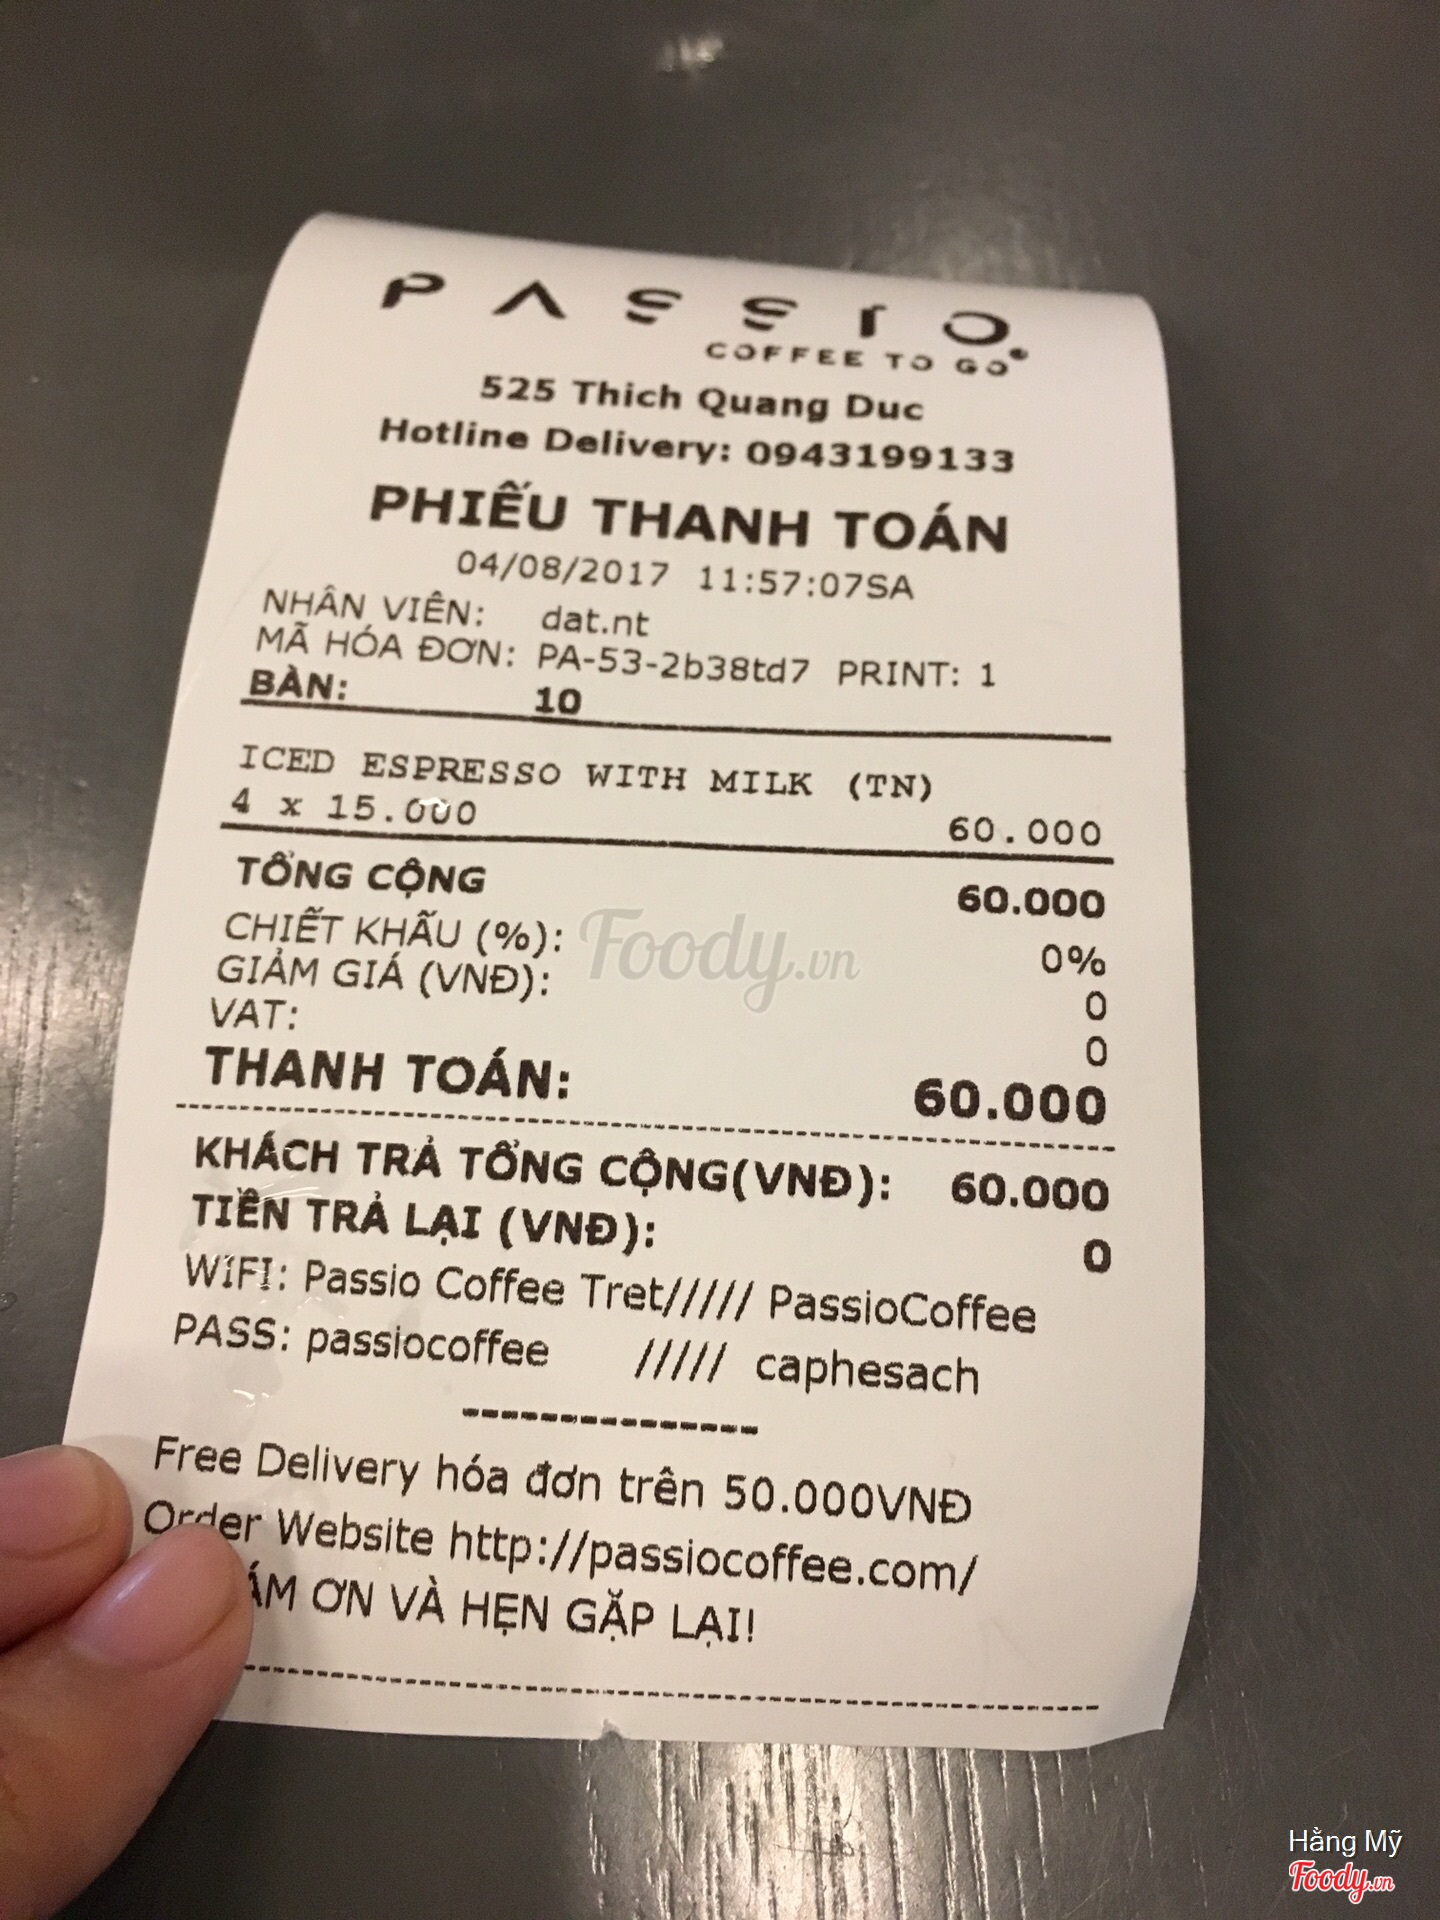 PASSIO
COFFEE TO GO®
525 Thich Quang Duc
Hotline Delivery: 0943199133
PHIẾU THANH TOÁN
04/08/2017 11:57:07SA
NHÂN VIÊN: dat.nt
MÃ HÓA ĐƠN: PA-53-2b38td7 PRINT: 1
BÀN: 10
ICED ESPRESSO WITH MILK (TN)
4 x 15.000 60.000
TỔNG CỘNG 60.000
CHIẾT KHẤU (%): 0%
GIẢM GIÁ (VNĐ): 0
VAT: 0
THANH TOÁN: 60.000
KHÁCH TRẢ TỔNG CỘNG(VNĐ): 60.000
TIỀN TRẢ LẠI (VNĐ): 0
WIFI: Passio Coffee Tret///// PassioCoffee
PASS: passiocoffee ///// caphesach
Free Delivery hóa đơn trên 50.000VNĐ
Order Website http://passiocoffee.com/
ÁM ƠN VÀ HẸN GẶP LẠI!
Foody.vn
Hằng Mỹ
Foody.vn